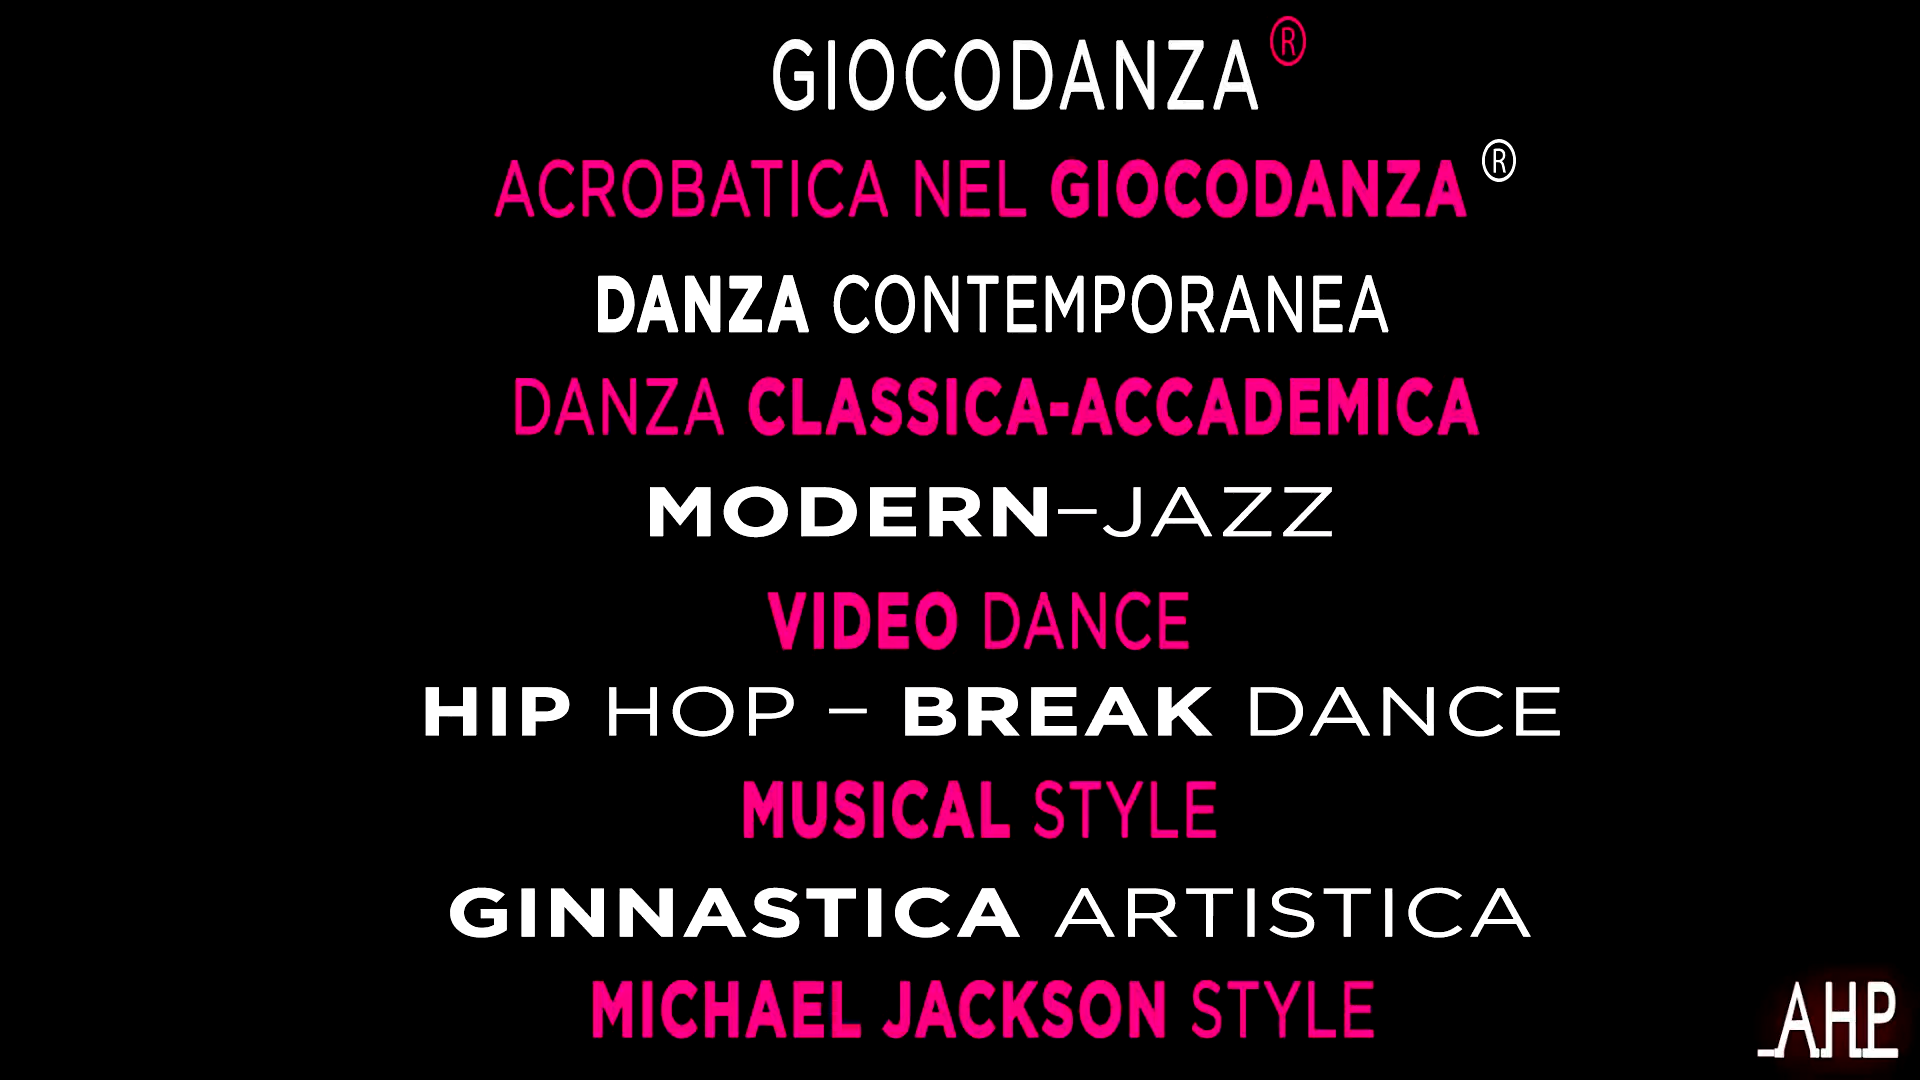 GIOCODANZA®
ACROBATICA NEL GIOCODANZA®
DANZA CONTEMPORANEA
DANZA CLASSICA-ACCADEMICA
MODERN–JAZZ
VIDEO DANCE
HIP HOP – BREAK DANCE
MUSICAL STYLE
GINNASTICA ARTISTICA
MICHAEL JACKSON STYLE
AHP